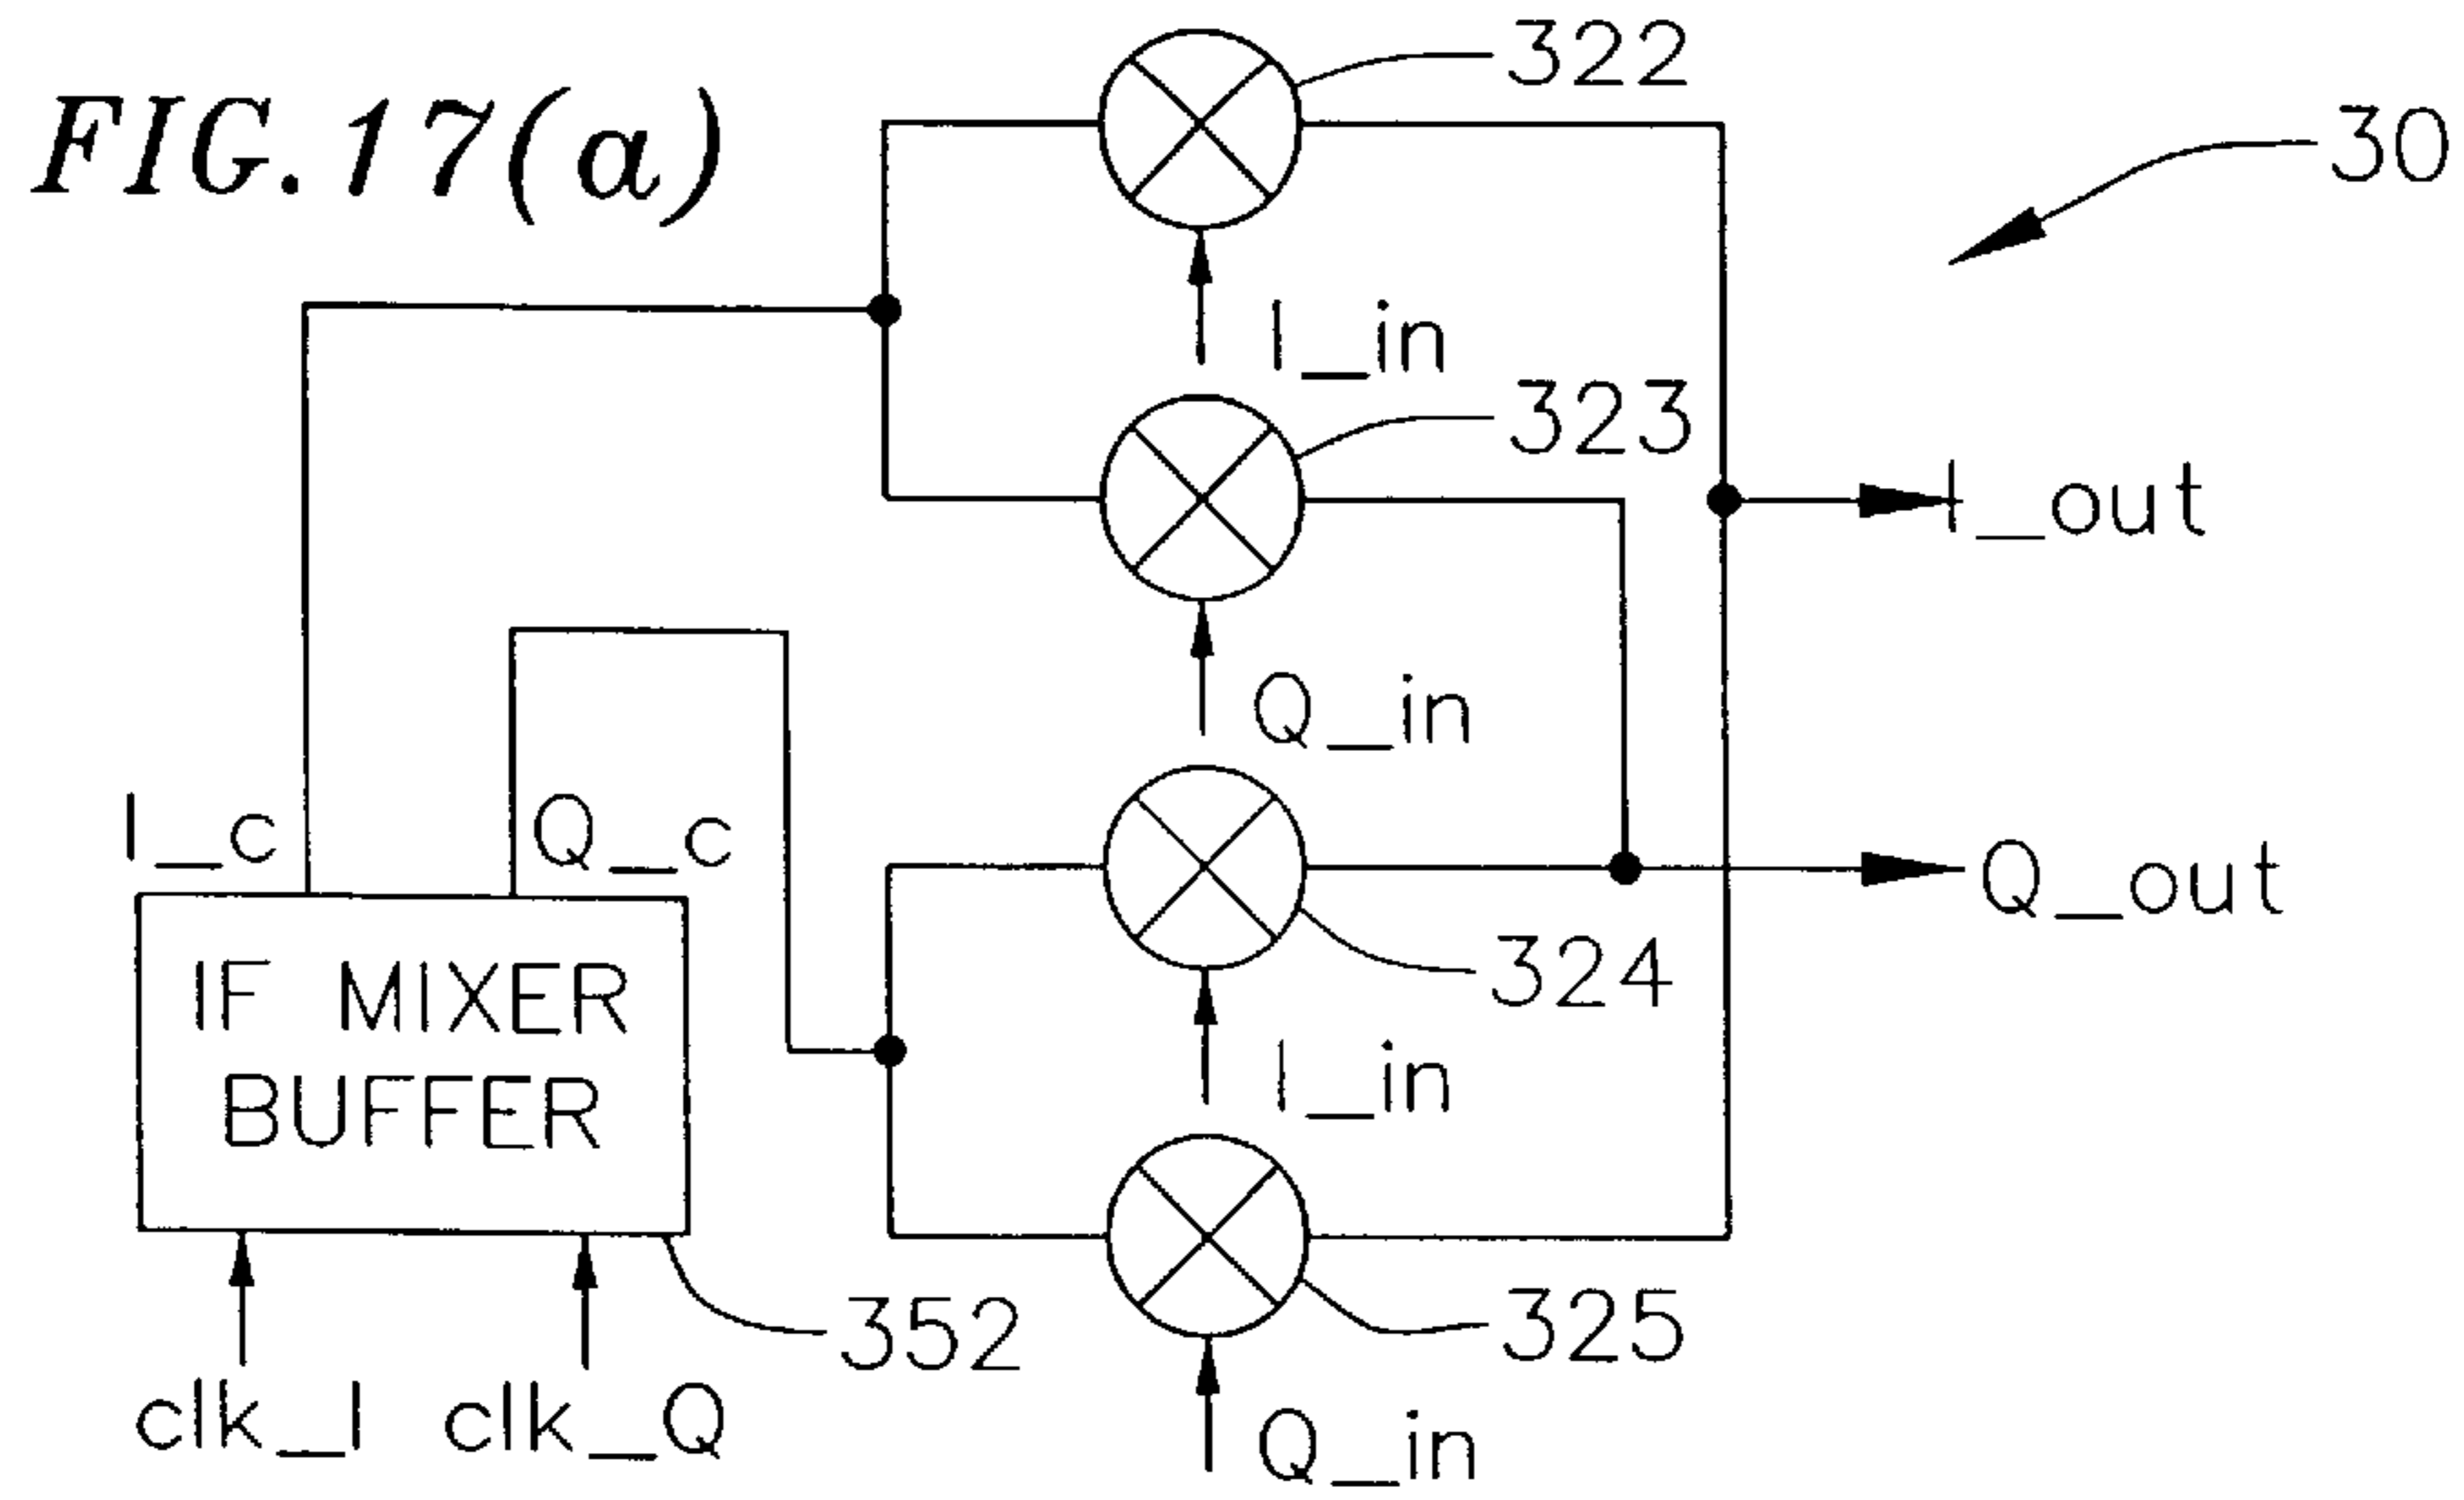 FIG.17(a)
322
30
I_in
323
I_out
Q_in
I_c
Q_c
Q_out
IF MIXER
BUFFER
324
I_in
352
325
clk_I
clk_Q
Q_in